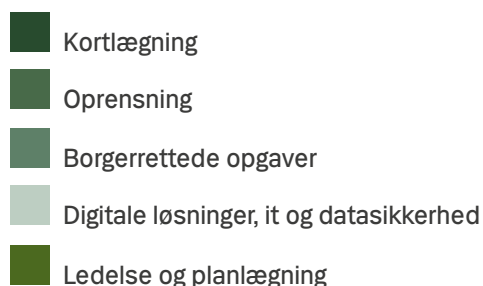 Kortlægning
Oprensning
Borgerrettede opgaver
Digitale løsninger, it og datasikkerhed
Ledelse og planlægning